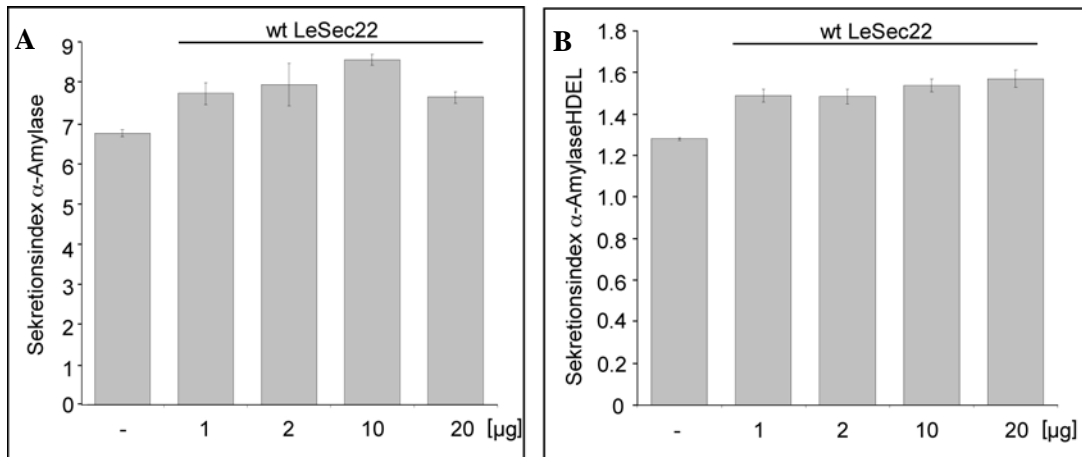 A
wt LeSec22
Sekretionsindex α-Amylase
9
8
7
6
5
4
3
2
1
0
- 1 2 10 20 [µg]
B
wt LeSec22
Sekretionsindex α-AmylaseHDEL
1.8
1.6
1.4
1.2
1.0
0.8
0.6
0.4
0.2
0
- 1 2 10 20 [µg]